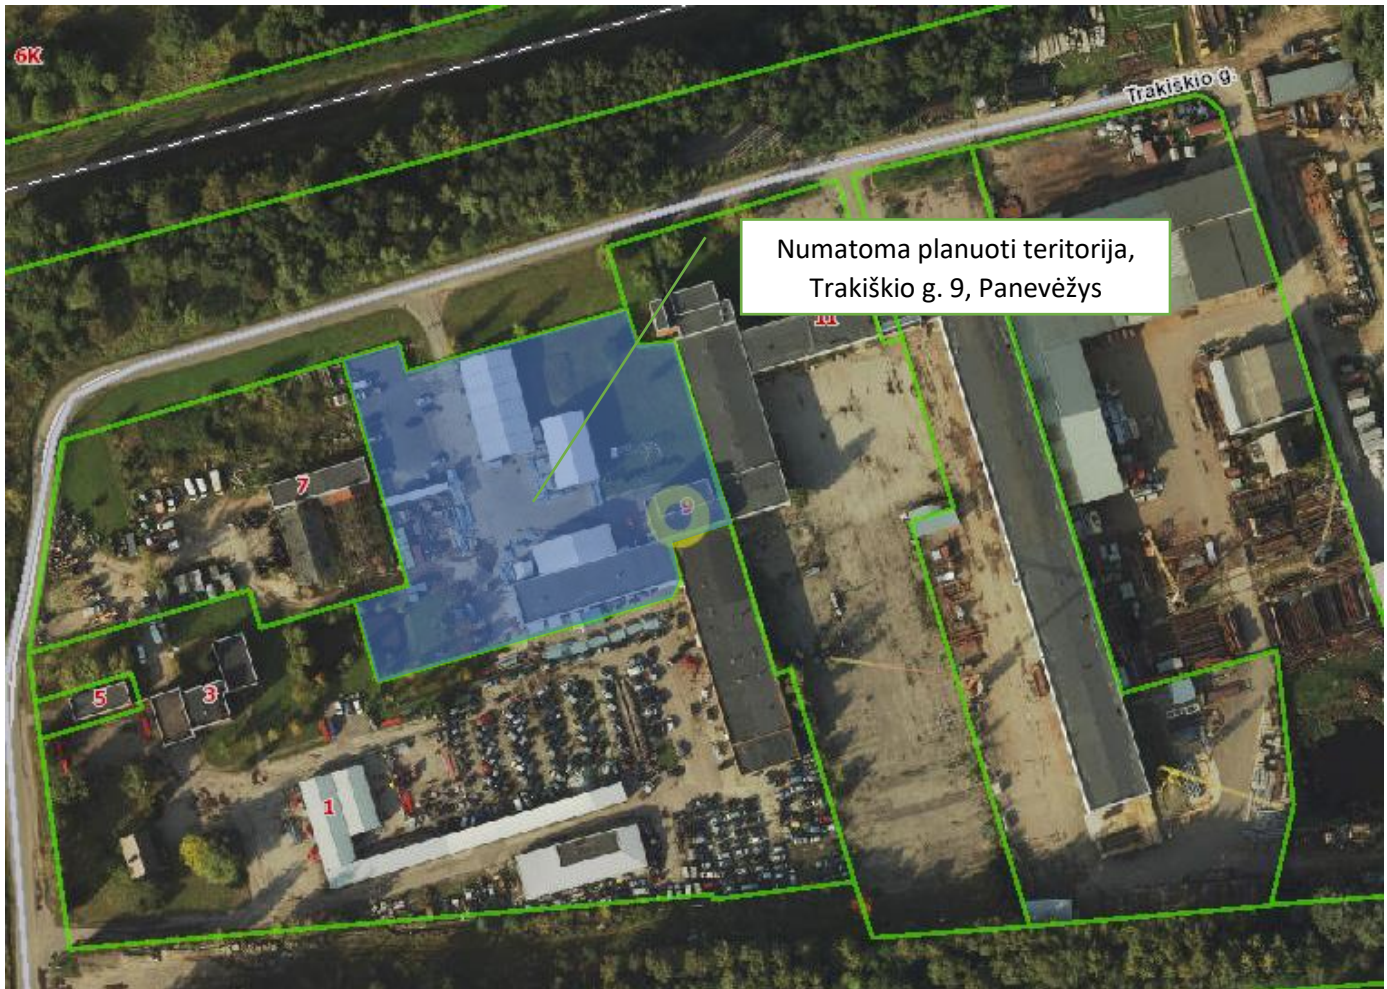 6K
Trakiškio g.
Numatoma planuoti teritorija,
Trakiškio g. 9, Panevėžys
11
7
9
5
3
1